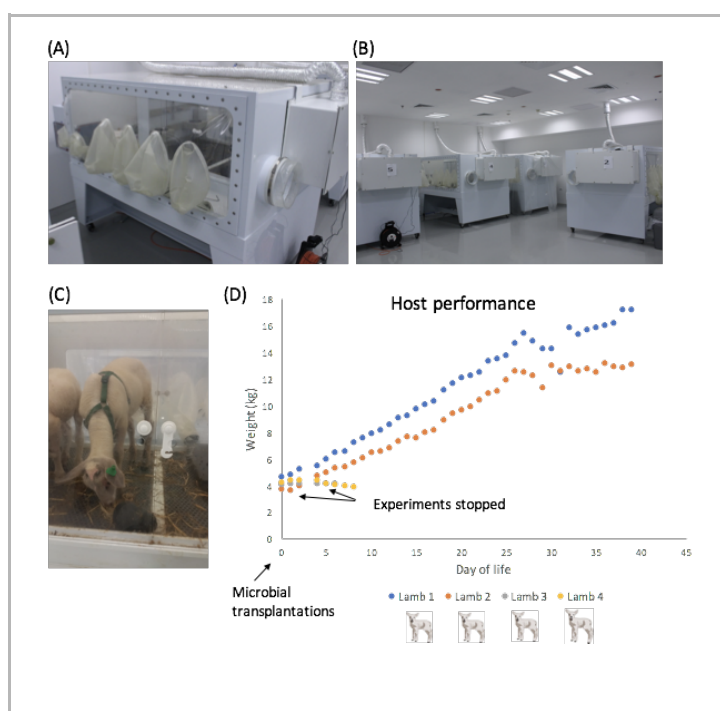 (A)
(B)
(C)
(D)
Host performance
18
16
14
12
10
8
6
4
2
0
Weight (kg)
Experiments stopped
0
5
10
15
20
25
30
35
40
45
Day of life
Microbial
transplantations
Lamb 1
Lamb 2
Lamb 3
Lamb 4